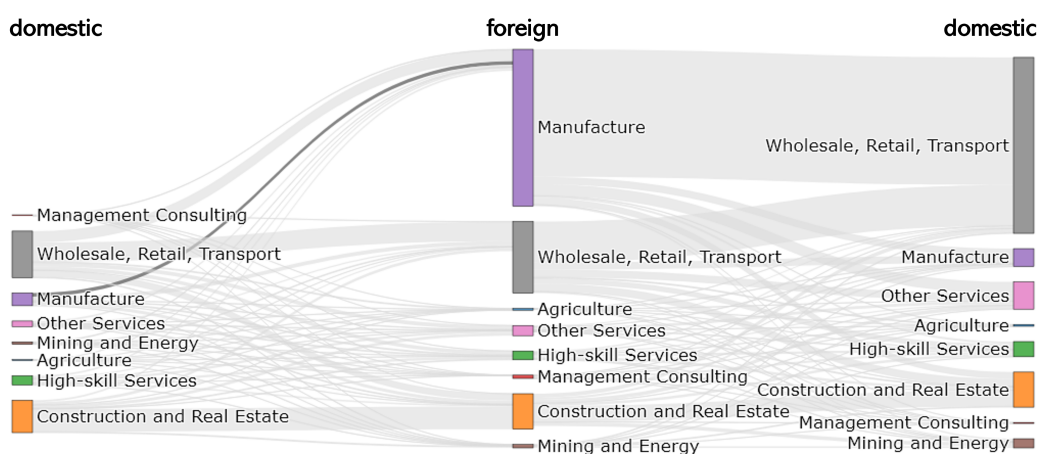 domestic
foreign
domestic
Management Consulting
Wholesale, Retail, Transport
Manufacture
Other Services
Mining and Energy
Agriculture
High-skill Services
Construction and Real Estate
Manufacture
Wholesale, Retail, Transport
Agriculture
Other Services
High-skill Services
Management Consulting
Construction and Real Estate
Mining and Energy
Wholesale, Retail, Transport
Manufacture
Other Services
Agriculture
High-skill Services
Construction and Real Estate
Management Consulting
Mining and Energy